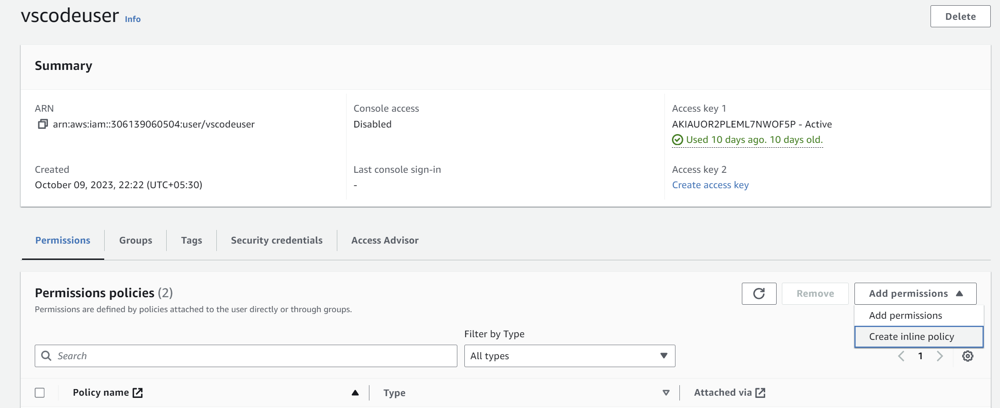 vscodeuser Info
Delete
Summary
ARN
arn:aws:iam::306139060504:user/vscodeuser
Console access
Disabled
Access key 1
AKIAUOR2PLEML7NWOF5P - Active
Used 10 days ago. 10 days old.
Created
October 09, 2023, 22:22 (UTC+05:30)
Last console sign-in
-
Access key 2
Create access key
Permissions
Groups
Tags
Security credentials
Access Advisor
Permissions policies (2)
Permissions are defined by policies attached to the user directly or through groups.
Remove
Add permissions
Add permissions
Create inline policy
Filter by Type
Search
All types
1
Policy name
Type
Attached via